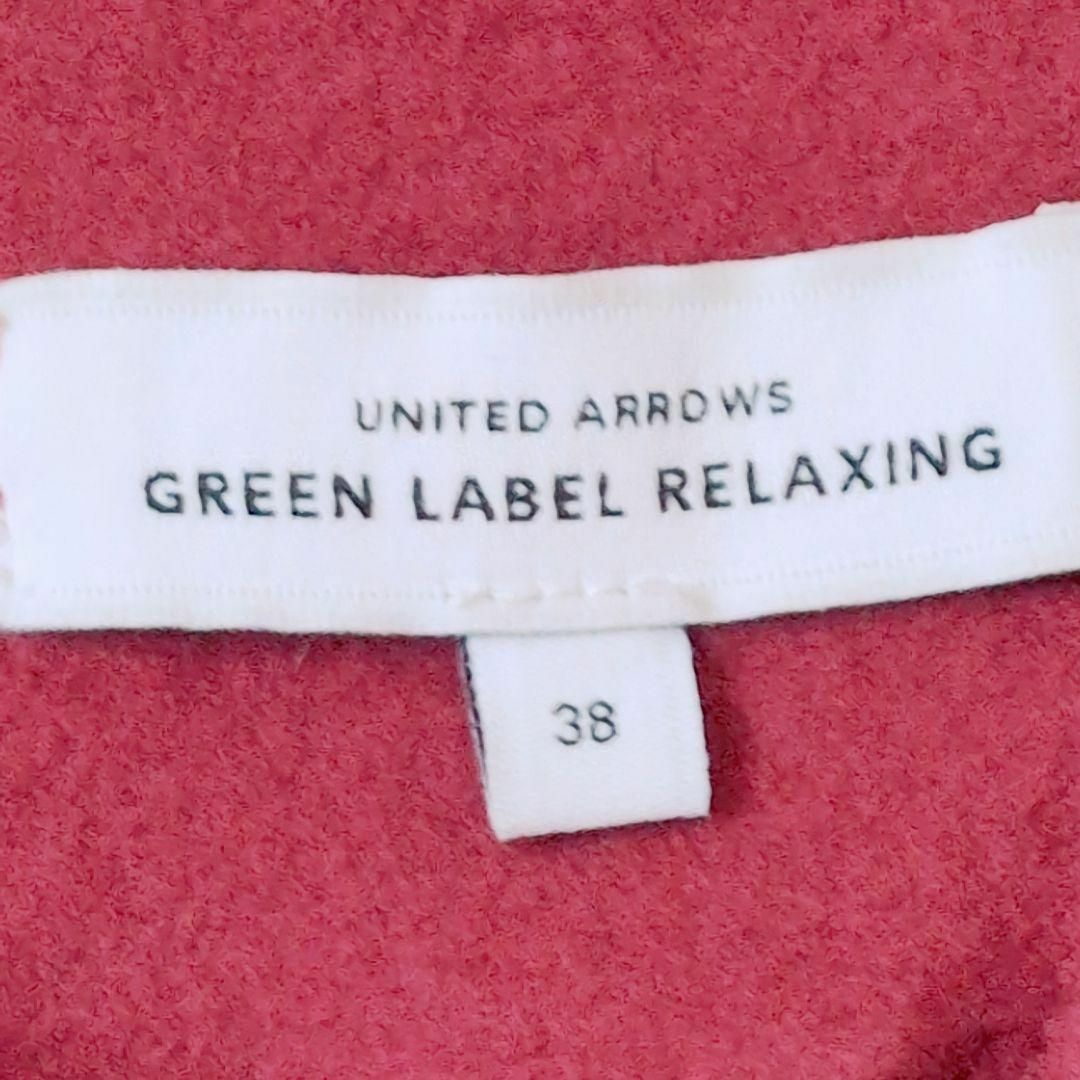 UNITED ARROWS
GREEN LABEL RELAXING
38